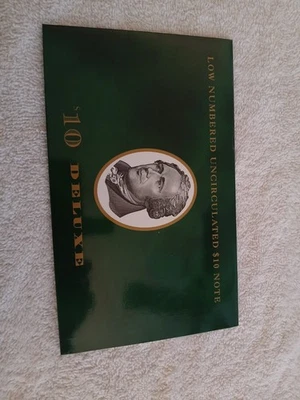 LOW NUMBERED UNCIRCULATED $10 NOTE
$10 DELUXE